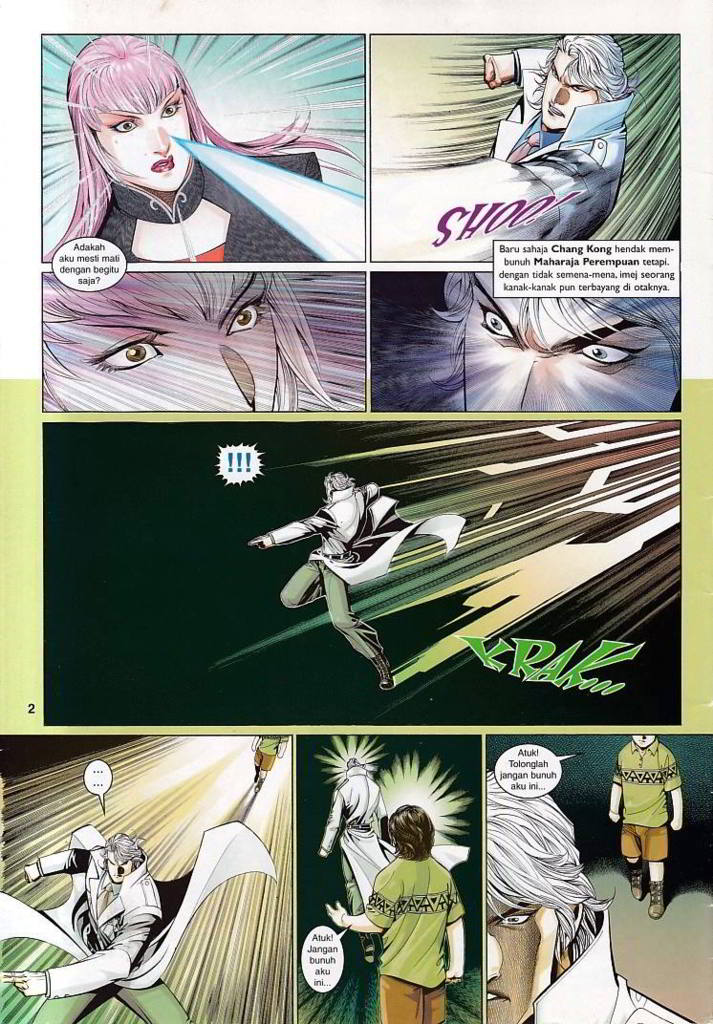 Adakah
aku mesti mati
dengan begitu
saja?
SHOO!
Baru sahaja Chang Kong hendak mem-
bunuh Maharaja Perempuan tetapi.
dengan tidak semena-mena, imej seorang
kanak-kanak pun terbayang di otaknya.
!!!
KRAK...
2
...
...
Atuk!
Jangan
bunuh
aku
ini...
Atuk!
Tolonglah
jangan bunuh
aku ini...